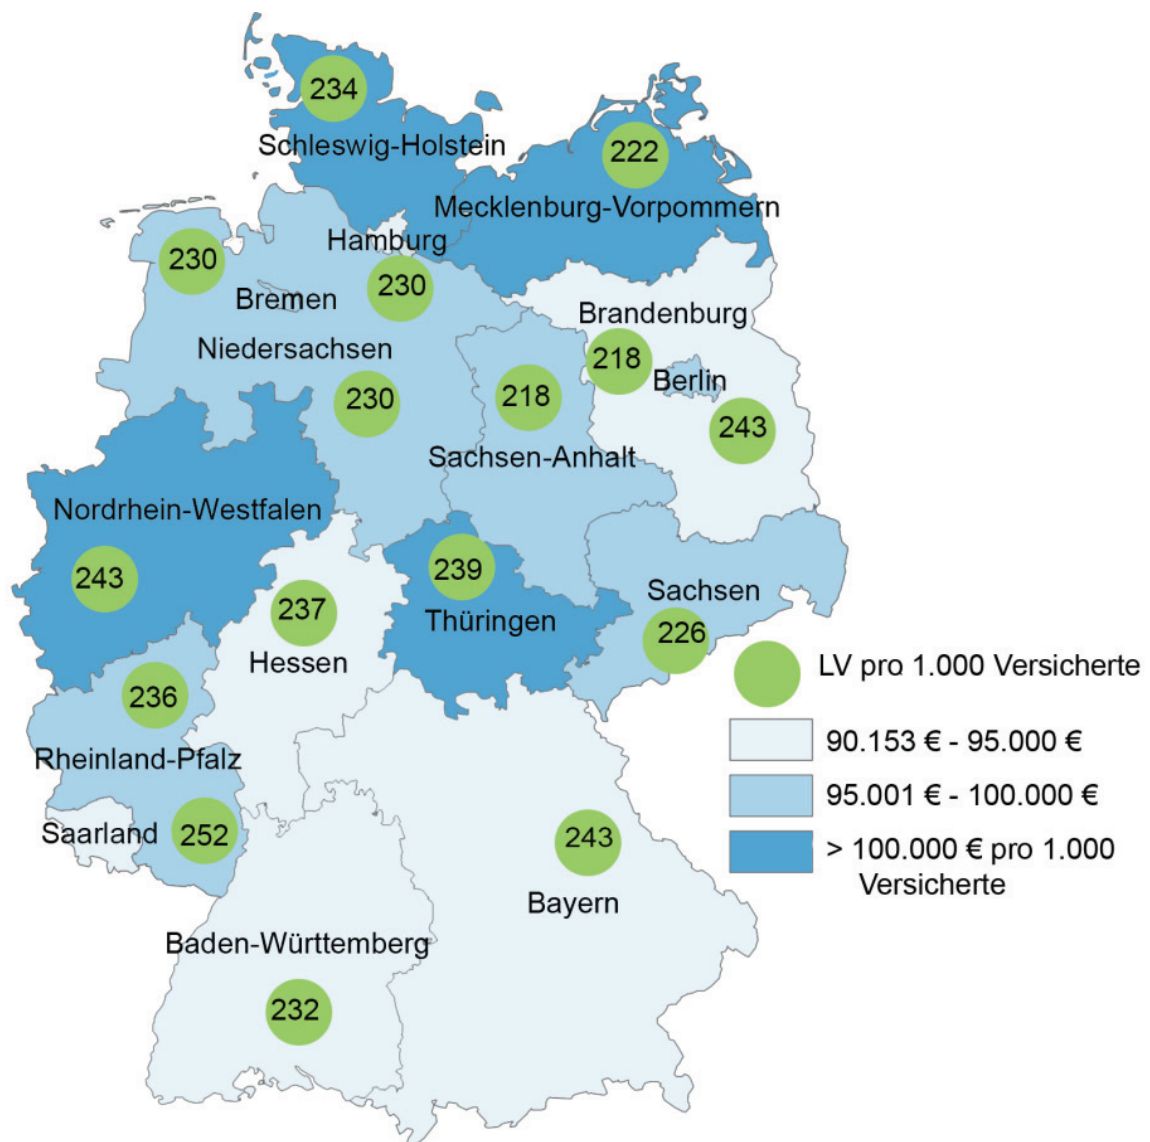 234
Schleswig-Holstein
222
Mecklenburg-Vorpommern
Hamburg
230
230
Bremen
Brandenburg
Niedersachsen
218
Berlin
230
218
243
Sachsen-Anhalt
Nordrhein-Westfalen
243
239
Thüringen
Sachsen
226
237
Hessen
236
Rheinland-Pfalz
Saarland
252
243
Bayern
Baden-Württemberg
232
LV pro 1.000 Versicherte
90.153 € - 95.000 €
95.001 € - 100.000 €
> 100.000 € pro 1.000
Versicherte